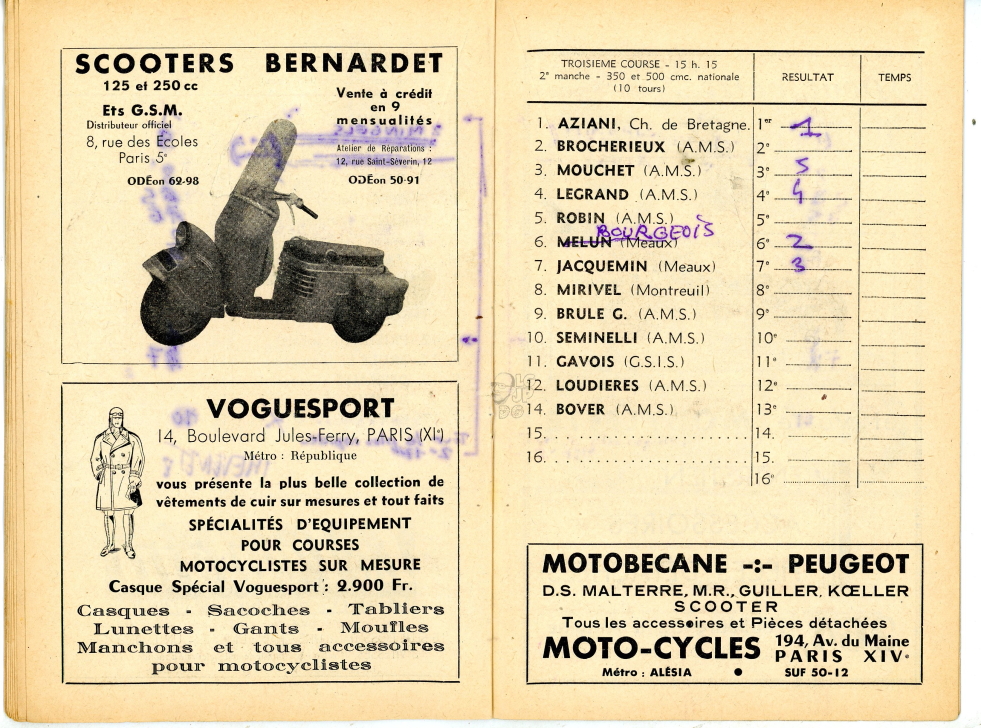 SCOOTERS BERNARDET
125 et 250 cc
Ets G.S.M.
Distributeur officiel
8, rue des Ecoles
Paris 5e
ODÉon 62-98
Vente à crédit
en 9
mensualités
Atelier de Réparations :
12, rue Saint-Séverin, 12
ODÉon 50-91
VOGUESPORT
14, Boulevard Jules-Ferry, PARIS (XIe)
Métro : République
vous présente la plus belle collection de
vêtements de cuir sur mesures et tout faits
SPÉCIALITÉS D'EQUIPEMENT
POUR COURSES
MOTOCYCLISTES SUR MESURE
Casque Spécial Voguesport : 2.900 Fr.
Casques - Sacoches - Tabliers
Lunettes - Gants - Moufles
Manchons et tous accessoires
pour motocyclistes
TROISIEME COURSE - 15 h. 15
2e manche - 350 et 500 cmc. nationale
(10 tours)
RESULTAT
TEMPS
1. AZIANI, Ch. de Bretagne. 1er 1
2. BROCHERIEUX (A.M.S.) 2e
3. MOUCHET (A.M.S.) 3e 5
4. LEGRAND (A.M.S.) 4e 4
5. ROBIN (A.M.S.) 5e
BOURGEOIS
6. MELUN (Meaux) 6e 2
7. JACQUEMIN (Meaux) 7e 3
8. MIRIVEL (Montreuil) 8e
9. BRULE G. (A.M.S.) 9e
10. SEMINELLI (A.M.S.) 10e
11. GAVOIS (G.S.I.S.) 11e
12. LOUDIERES (A.M.S.) 12e
14. BOVER (A.M.S.) 13e
15. 14.
16. 15.
16e
MOTOBECANE -:- PEUGEOT
D.S. MALTERRE, M.R., GUILLER, KŒLLER
SCOOTER
Tous les accessoires et Pièces détachées
MOTO-CYCLES 194, Av. du Maine
PARIS XIVe
Métro : ALÉSIA ● SUF 50-12